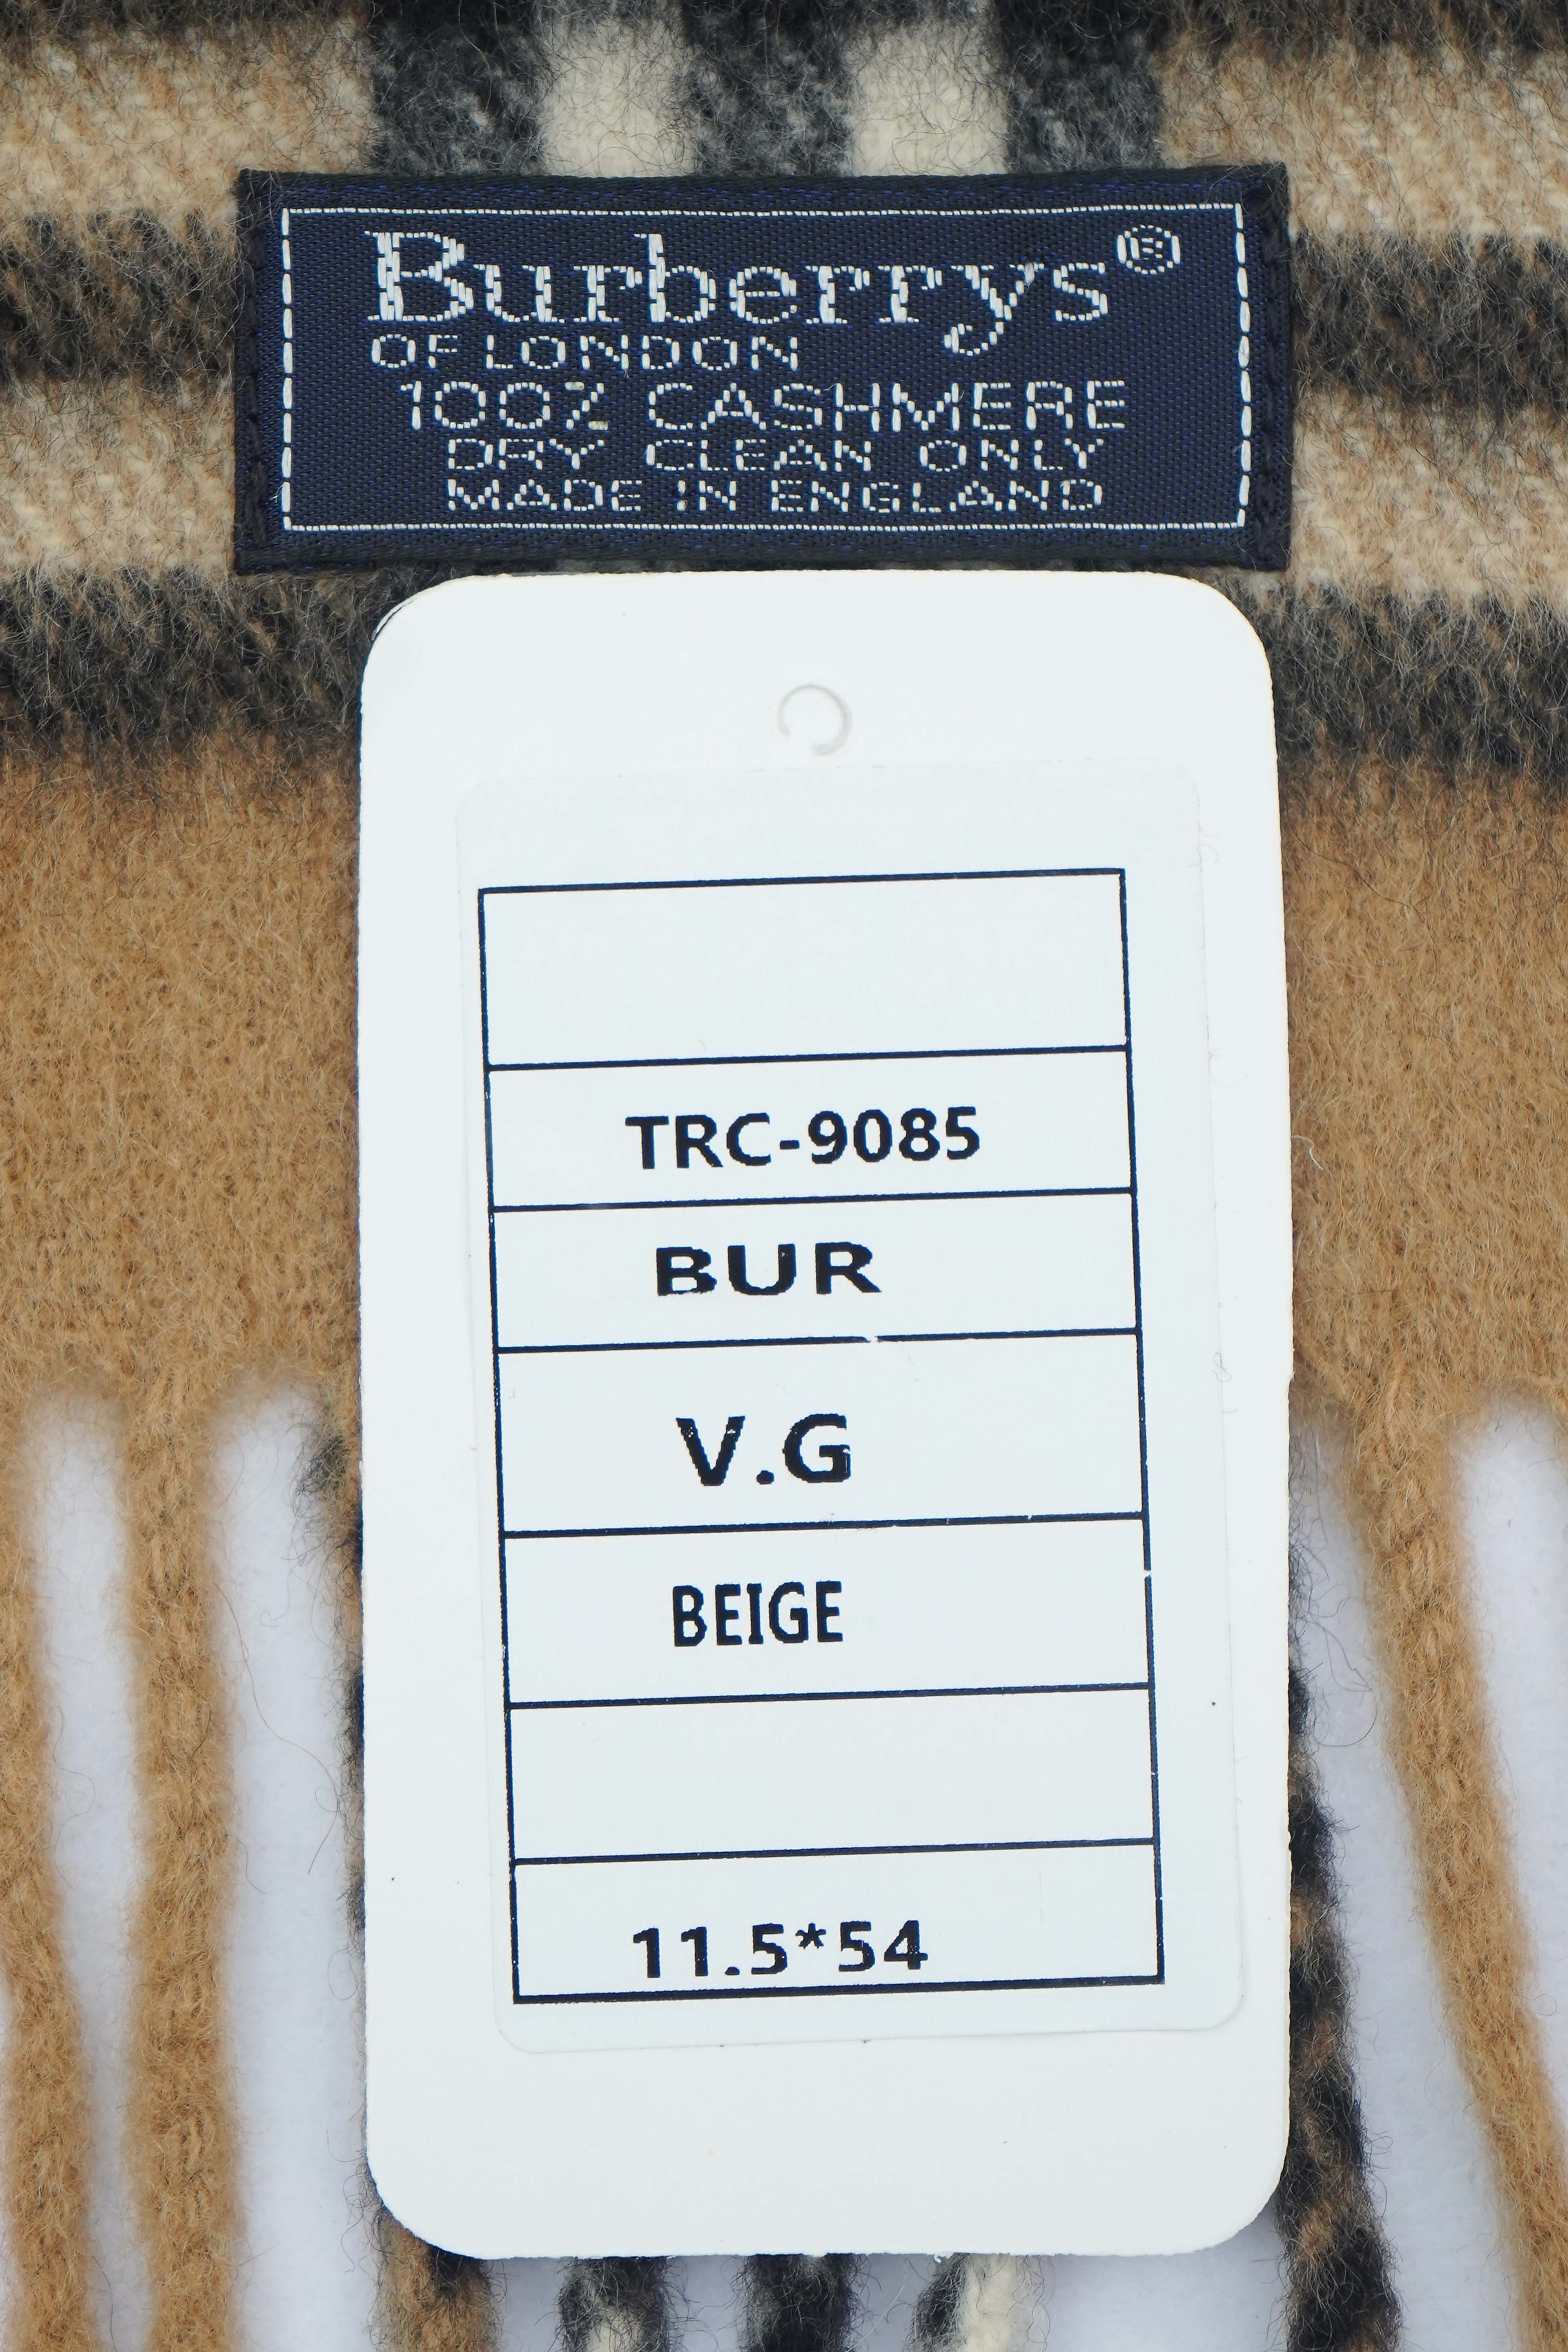 Burberrys®
OF LONDON
100% CASHMERE
DRY CLEAN ONLY
MADE IN ENGLAND
TRC-9085
BUR
V.G
BEIGE
11.5*54